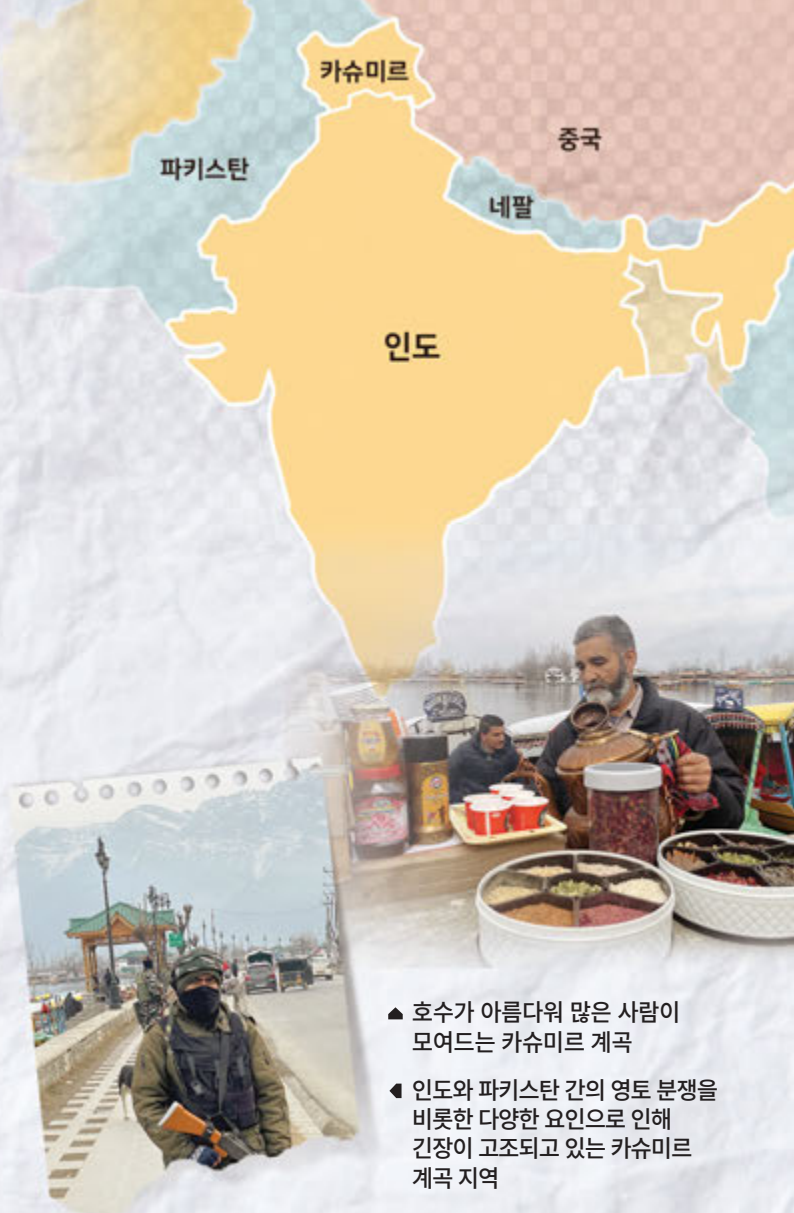 카슈미르
중국
파키스탄
네팔
인도
▲ 호수가 아름다워 많은 사람이
모여드는 카슈미르 계곡
◀ 인도와 파키스탄 간의 영토 분쟁을
비롯한 다양한 요인으로 인해
긴장이 고조되고 있는 카슈미르
계곡 지역